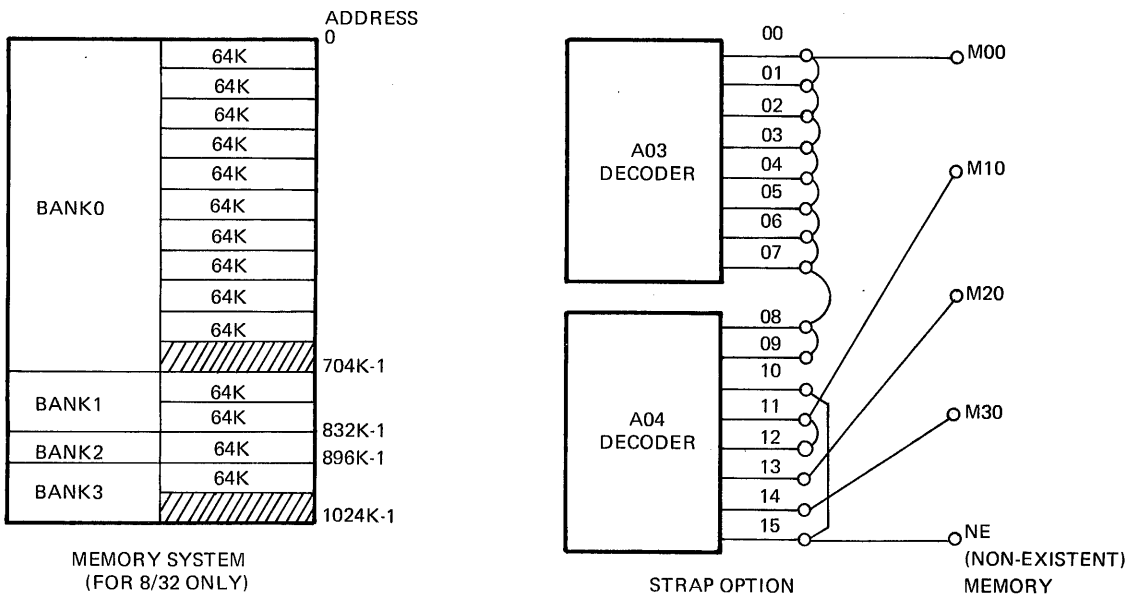 ADDRESS
0
64K
64K
64K
64K
64K
64K
64K
64K
64K
64K
BANK0
704K-1
64K
64K
BANK1
832K-1
64K
BANK2
896K-1
64K
BANK3
1024K-1
MEMORY SYSTEM
(FOR 8/32 ONLY)
A03
DECODER
00
01
02
03
04
05
06
07
A04
DECODER
08
09
10
11
12
13
14
15
M00
M10
M20
M30
NE
(NON-EXISTENT)
MEMORY
STRAP OPTION